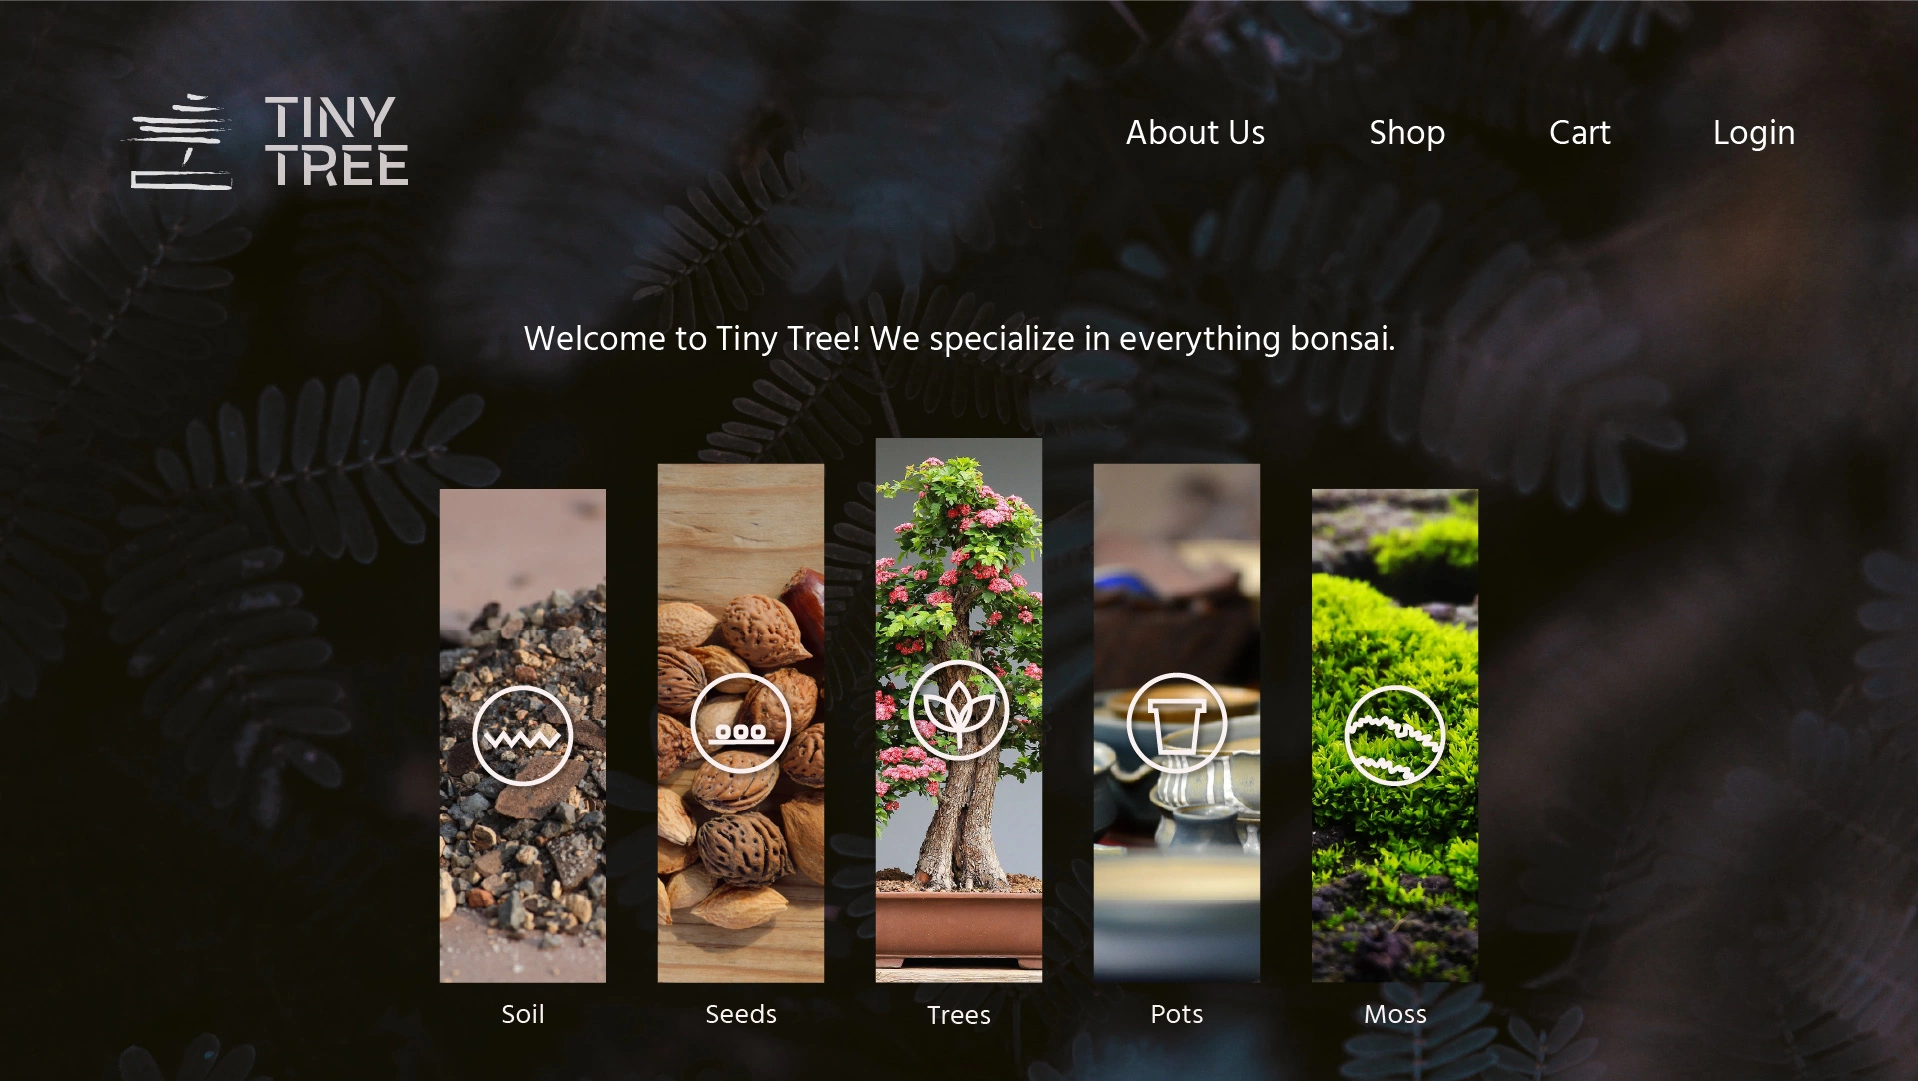 TINY
TREE
About Us
Shop
Cart
Login
Welcome to Tiny Tree! We specialize in everything bonsai.
Soil
Seeds
Trees
Pots
Moss